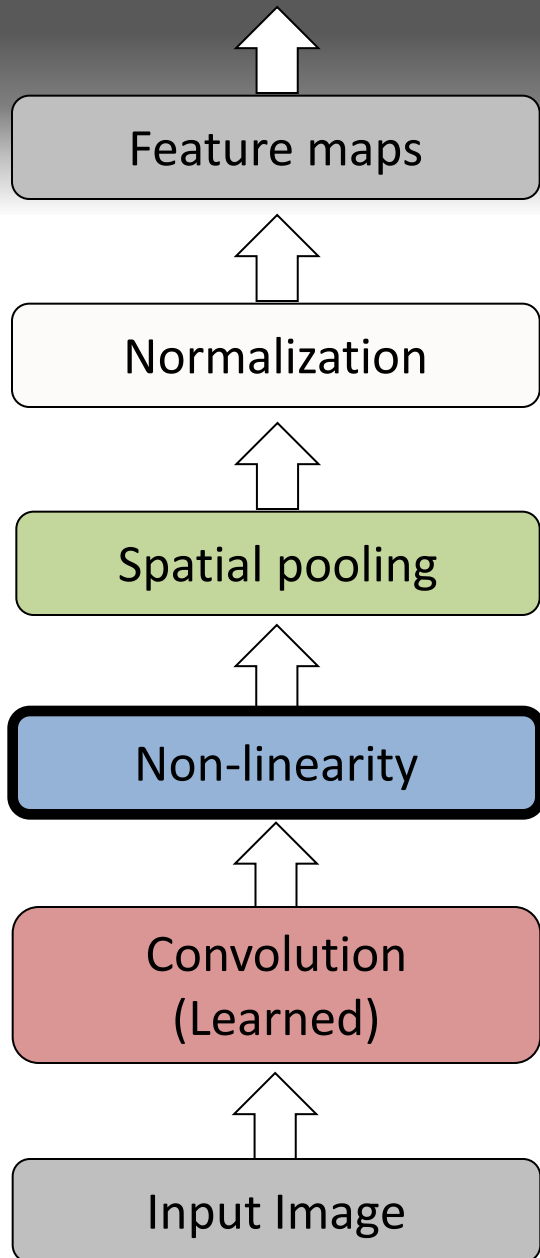 Feature maps
Normalization
Spatial pooling
Non-linearity
Convolution
(Learned)
Input Image